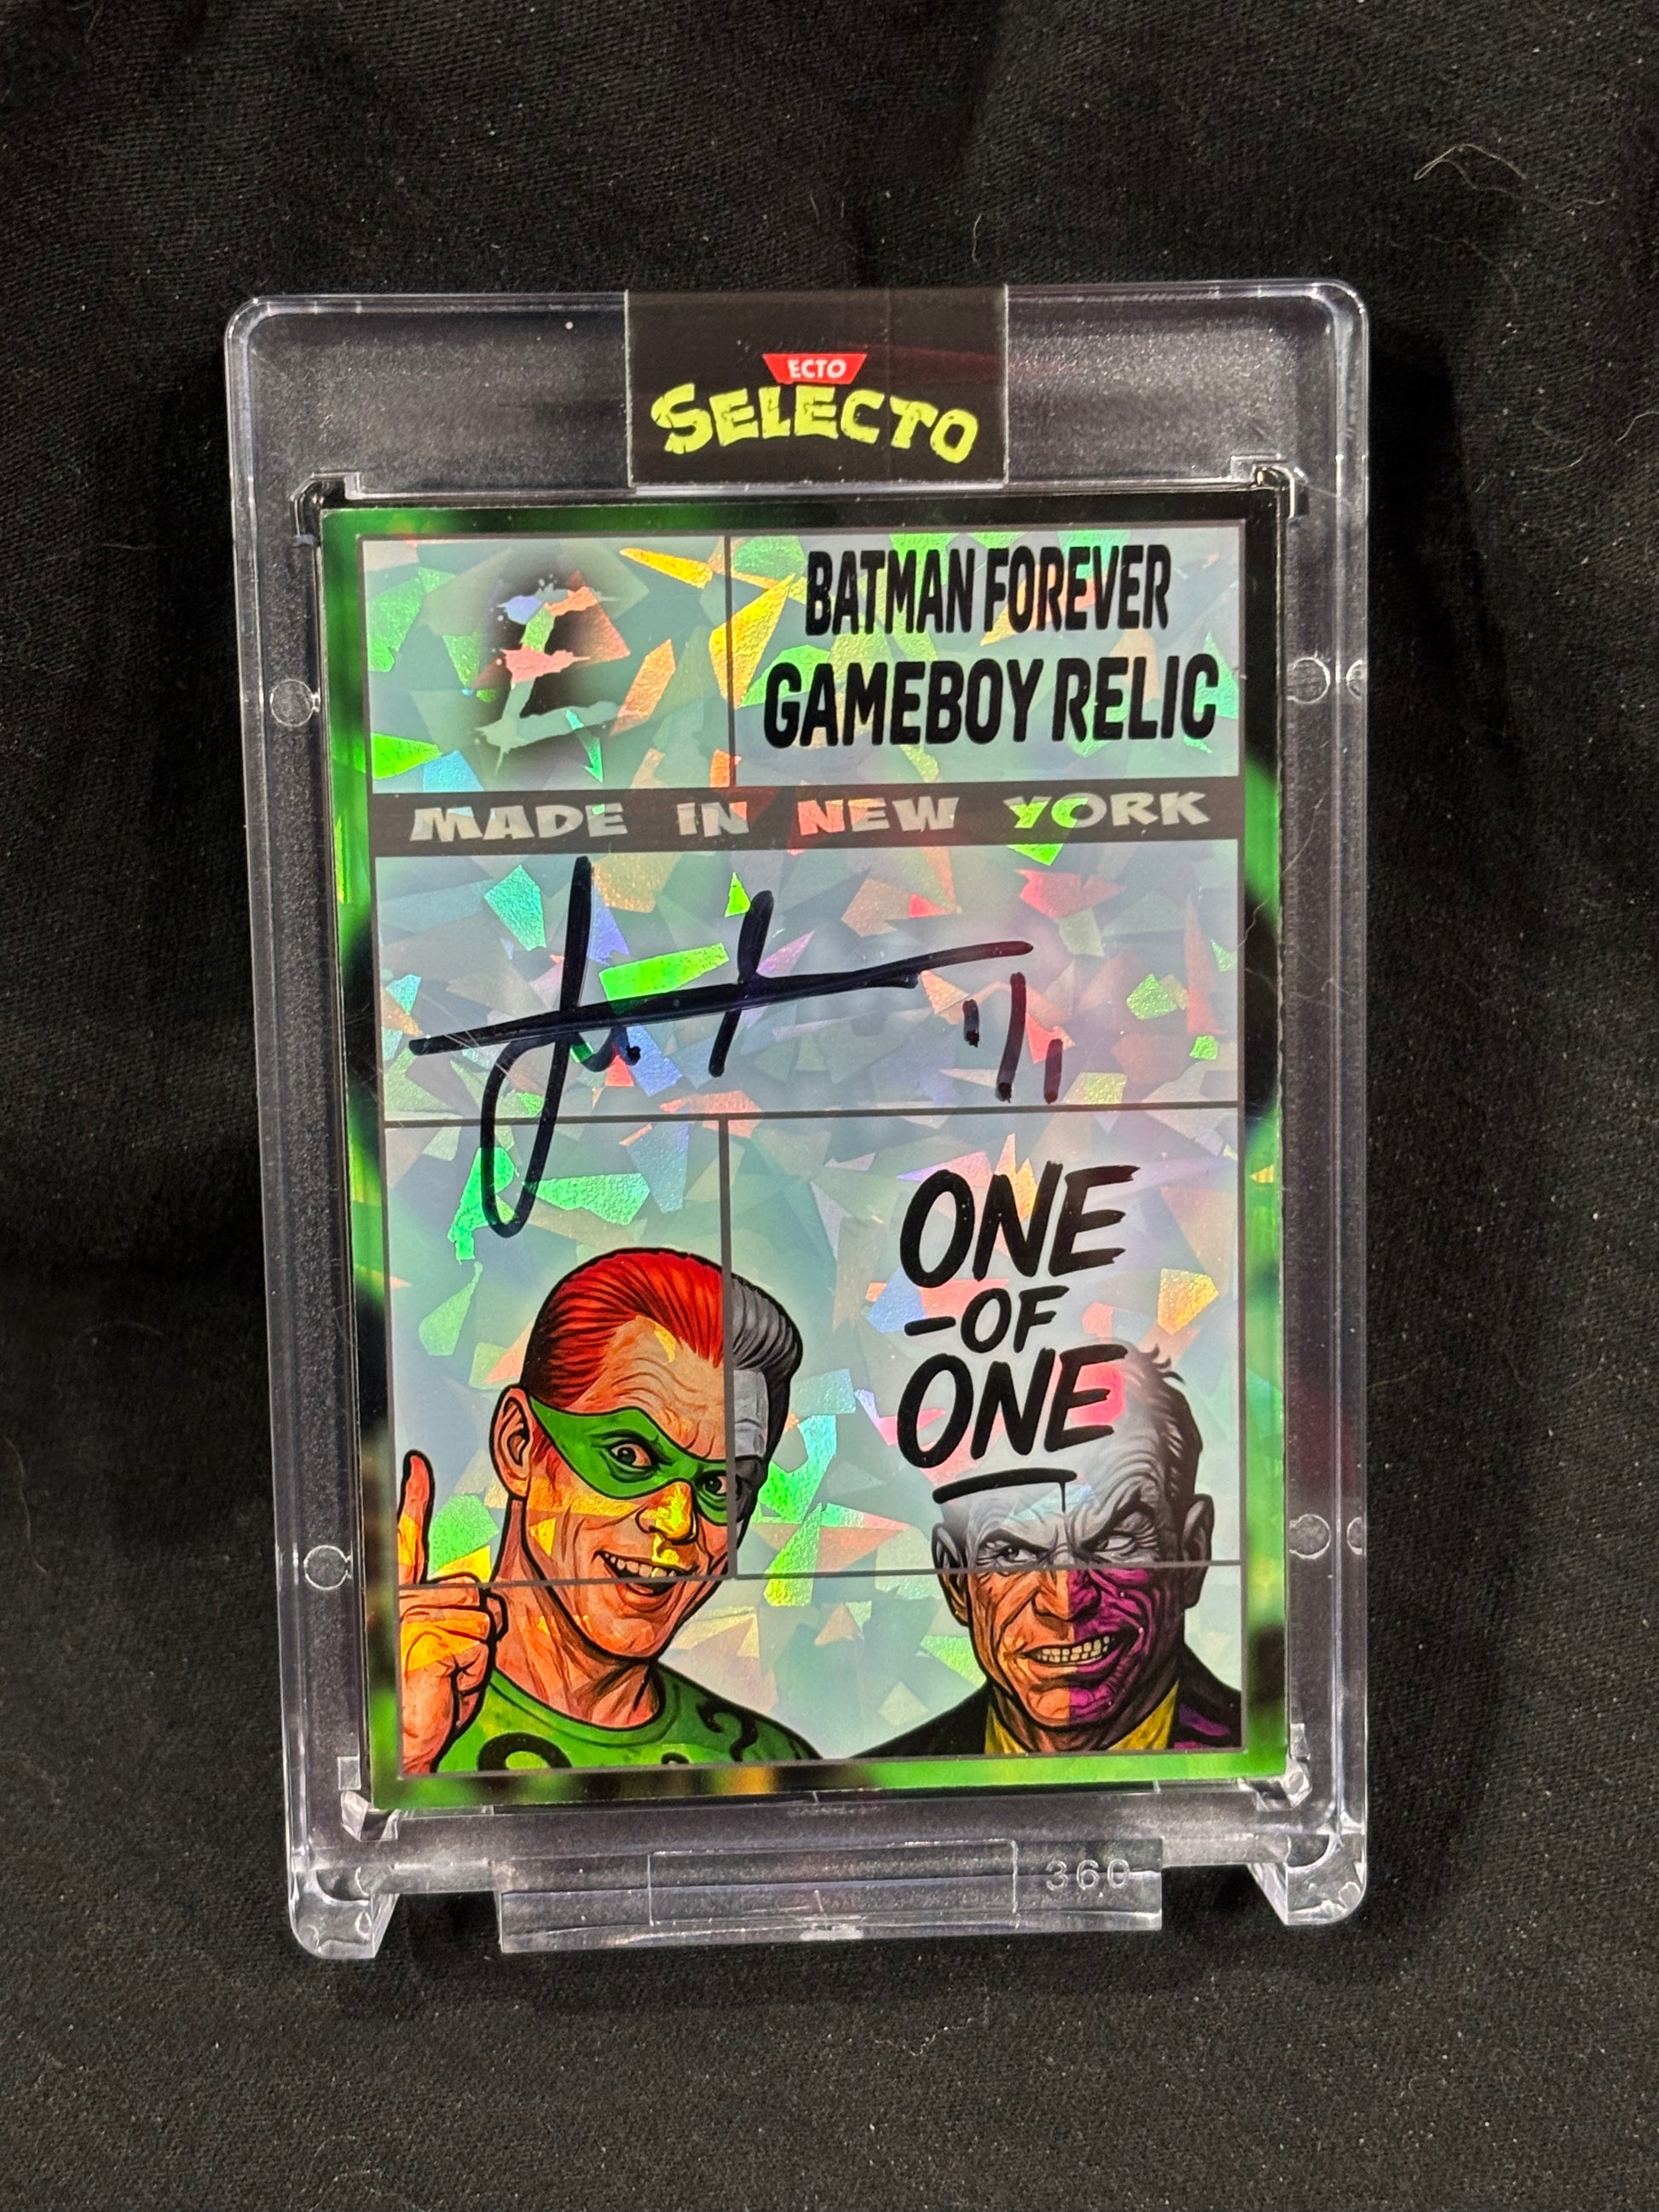 ECTO
SELECTO
E
BATMAN FOREVER
GAMEBOY RELIC
MADE IN NEW YORK
1/1
ONE
-OF
ONE
360